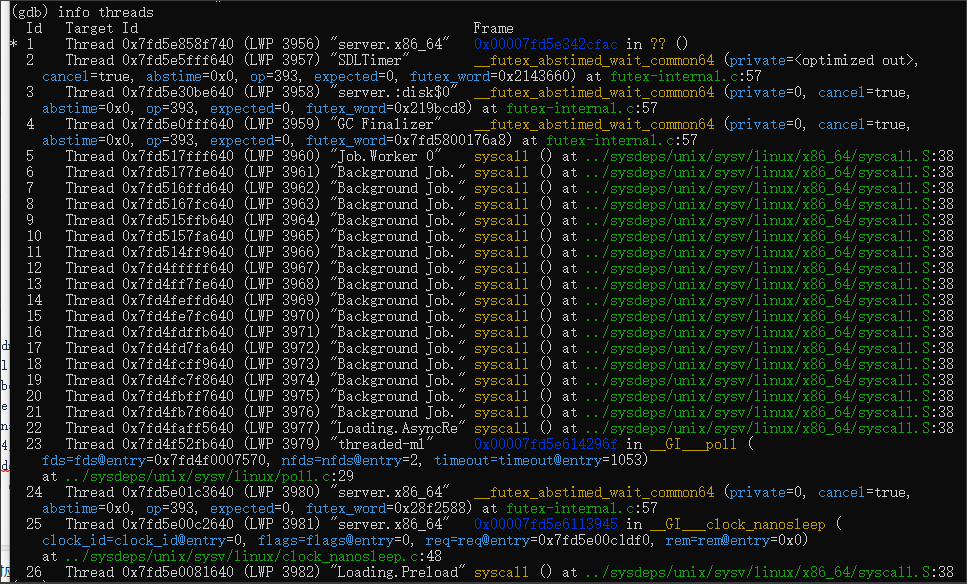 (gdb) info threads
  Id   Target Id                                          Frame
* 1    Thread 0x7fd5e858f740 (LWP 3956) "server.x86_64"   0x00007fd5e342cfac in ?? ()
  2    Thread 0x7fd5e5fff640 (LWP 3957) "SDLTimer"        __futex_abstimed_wait_common64 (private=<optimized out>,
cancel=true, abstime=0x0, op=393, expected=0, futex_word=0x2143660) at futex-internal.c:57
  3    Thread 0x7fd5e30be640 (LWP 3958) "server.:disk$0"  __futex_abstimed_wait_common64 (private=0, cancel=true,
abstime=0x0, op=393, expected=0, futex_word=0x219bcd8) at futex-internal.c:57
  4    Thread 0x7fd5e0fff640 (LWP 3959) "GC Finalizer"    __futex_abstimed_wait_common64 (private=0, cancel=true,
abstime=0x0, op=393, expected=0, futex_word=0x7fd5800176a8) at futex-internal.c:57
  5    Thread 0x7fd517fff640 (LWP 3960) "Job.Worker 0"    syscall () at ../sysdeps/unix/sysv/linux/x86_64/syscall.S:38
  6    Thread 0x7fd5177fe640 (LWP 3961) "Background Job." syscall () at ../sysdeps/unix/sysv/linux/x86_64/syscall.S:38
  7    Thread 0x7fd516ffd640 (LWP 3962) "Background Job." syscall () at ../sysdeps/unix/sysv/linux/x86_64/syscall.S:38
  8    Thread 0x7fd5167fc640 (LWP 3963) "Background Job." syscall () at ../sysdeps/unix/sysv/linux/x86_64/syscall.S:38
  9    Thread 0x7fd515ffb640 (LWP 3964) "Background Job." syscall () at ../sysdeps/unix/sysv/linux/x86_64/syscall.S:38
  10   Thread 0x7fd5157fa640 (LWP 3965) "Background Job." syscall () at ../sysdeps/unix/sysv/linux/x86_64/syscall.S:38
  11   Thread 0x7fd514ff9640 (LWP 3966) "Background Job." syscall () at ../sysdeps/unix/sysv/linux/x86_64/syscall.S:38
  12   Thread 0x7fd4fffff640 (LWP 3967) "Background Job." syscall () at ../sysdeps/unix/sysv/linux/x86_64/syscall.S:38
  13   Thread 0x7fd4ff7fe640 (LWP 3968) "Background Job." syscall () at ../sysdeps/unix/sysv/linux/x86_64/syscall.S:38
  14   Thread 0x7fd4feffd640 (LWP 3969) "Background Job." syscall () at ../sysdeps/unix/sysv/linux/x86_64/syscall.S:38
  15   Thread 0x7fd4fe7fc640 (LWP 3970) "Background Job." syscall () at ../sysdeps/unix/sysv/linux/x86_64/syscall.S:38
  16   Thread 0x7fd4fdffb640 (LWP 3971) "Background Job." syscall () at ../sysdeps/unix/sysv/linux/x86_64/syscall.S:38
  17   Thread 0x7fd4fd7fa640 (LWP 3972) "Background Job." syscall () at ../sysdeps/unix/sysv/linux/x86_64/syscall.S:38
  18   Thread 0x7fd4fcff9640 (LWP 3973) "Background Job." syscall () at ../sysdeps/unix/sysv/linux/x86_64/syscall.S:38
  19   Thread 0x7fd4fc7f8640 (LWP 3974) "Background Job." syscall () at ../sysdeps/unix/sysv/linux/x86_64/syscall.S:38
  20   Thread 0x7fd4fbff7640 (LWP 3975) "Background Job." syscall () at ../sysdeps/unix/sysv/linux/x86_64/syscall.S:38
  21   Thread 0x7fd4fb7f6640 (LWP 3976) "Background Job." syscall () at ../sysdeps/unix/sysv/linux/x86_64/syscall.S:38
  22   Thread 0x7fd4faff5640 (LWP 3977) "Loading.AsyncRe" syscall () at ../sysdeps/unix/sysv/linux/x86_64/syscall.S:38
  23   Thread 0x7fd4f52fb640 (LWP 3979) "threaded-ml"     0x00007fd5e614296f in __GI___poll (
fds=fds@entry=0x7fd4f0007570, nfds=nfds@entry=2, timeout=timeout@entry=1053)
at ../sysdeps/unix/sysv/linux/poll.c:29
  24   Thread 0x7fd5e01c3640 (LWP 3980) "server.x86_64"   __futex_abstimed_wait_common64 (private=0, cancel=true,
abstime=0x0, op=393, expected=0, futex_word=0x28f2588) at futex-internal.c:57
  25   Thread 0x7fd5e00c2640 (LWP 3981) "server.x86_64"   0x00007fd5e6113945 in __GI___clock_nanosleep (
clock_id=clock_id@entry=0, flags=flags@entry=0, req=req@entry=0x7fd5e00c1df0, rem=rem@entry=0x0)
at ../sysdeps/unix/sysv/linux/clock_nanosleep.c:48
  26   Thread 0x7fd5e0081640 (LWP 3982) "Loading.Preload" syscall () at ../sysdeps/unix/sysv/linux/x86_64/syscall.S:38